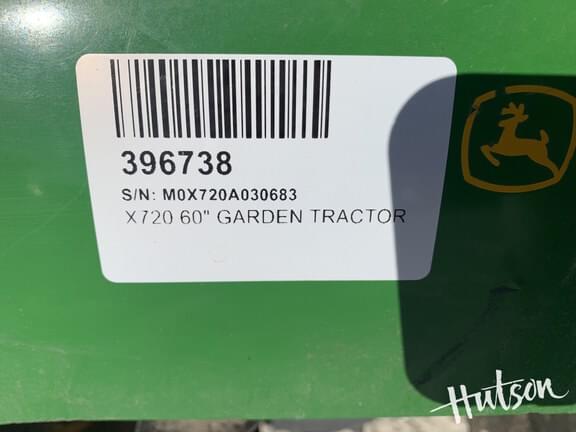 396738
S/N: M0X720A030683
X720 60" GARDEN TRACTOR
Hutson